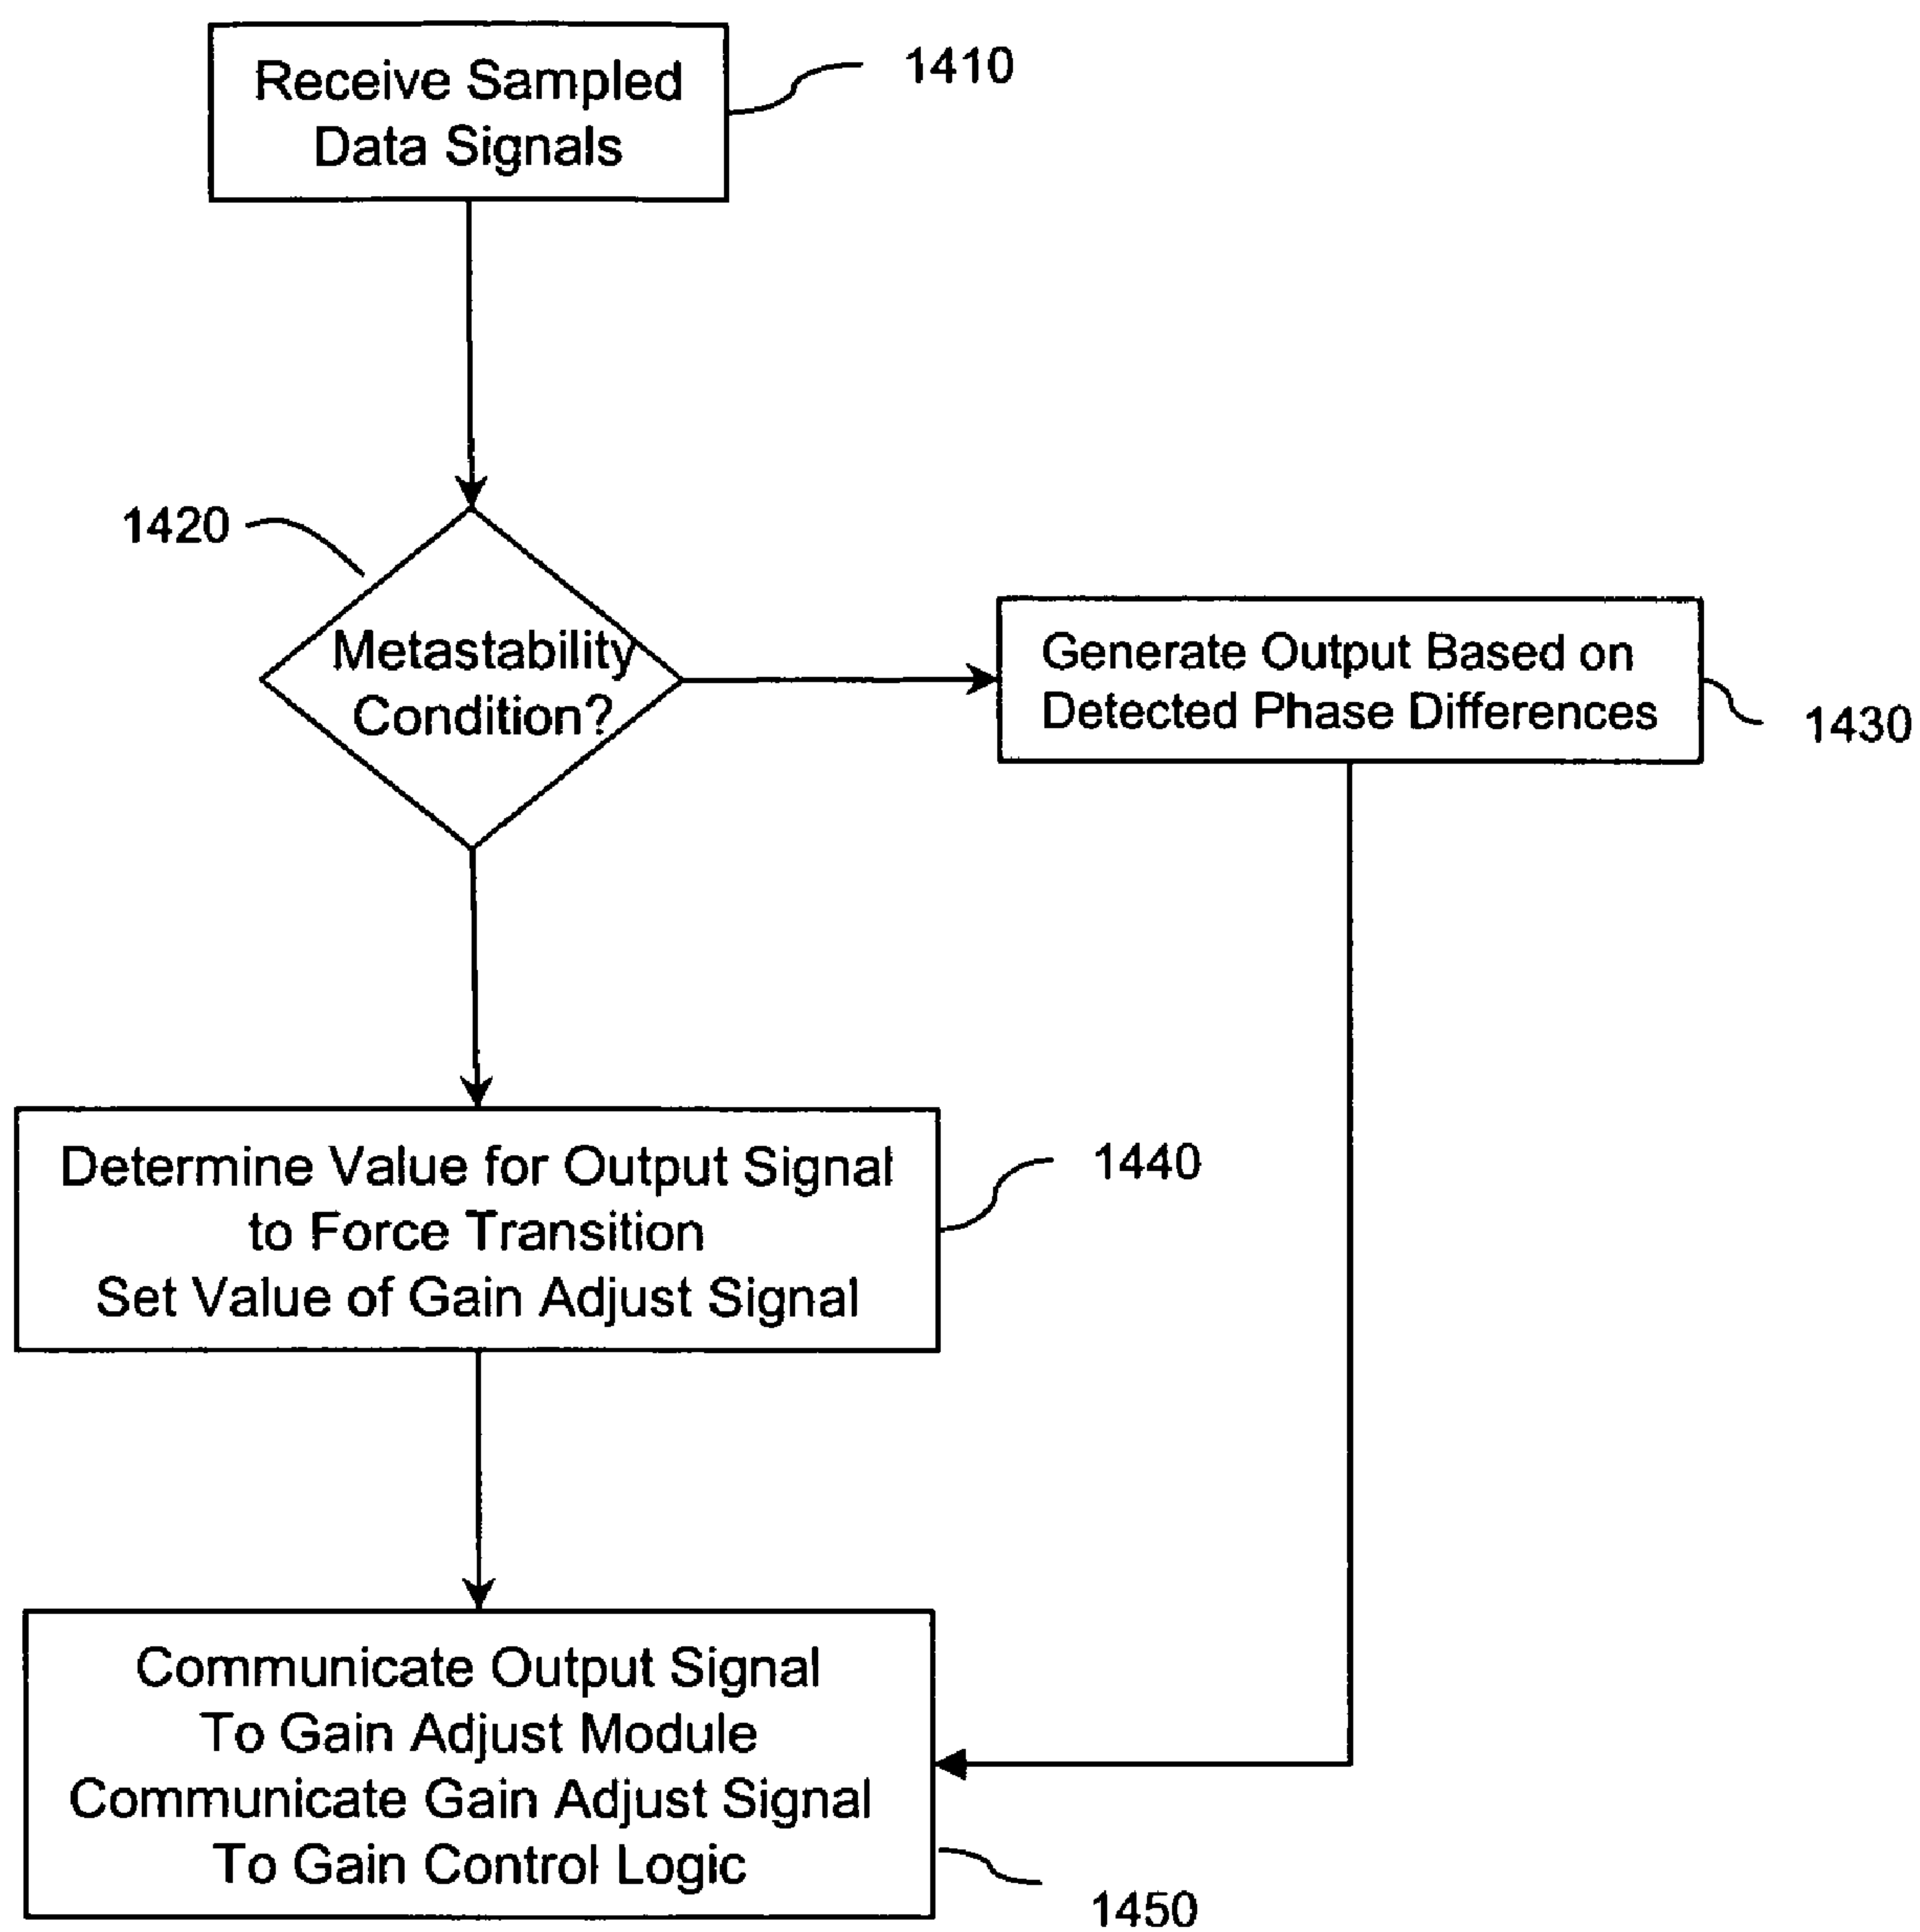 Receive Sampled
Data Signals
1410
1420
Metastability
Condition?
Generate Output Based on
Detected Phase Differences
1430
Determine Value for Output Signal
to Force Transition
Set Value of Gain Adjust Signal
1440
Communicate Output Signal
To Gain Adjust Module
Communicate Gain Adjust Signal
To Gain Control Logic
1450